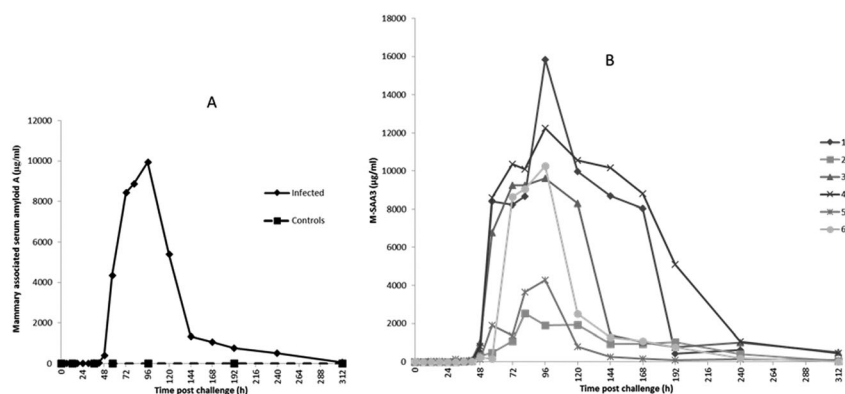 A
Mammary associated serum amyloid A (µg/ml)
12000
10000
8000
6000
4000
2000
0
0 24 48 72 96 120 144 168 192 216 240 264 288 312
Time post challenge (h)
Infected
Controls
B
M-SAA3 (µg/ml)
18000
16000
14000
12000
10000
8000
6000
4000
2000
0
0 24 48 72 96 120 144 168 192 216 240 264 288 312
Time post challenge (h)
1
2
3
4
5
6